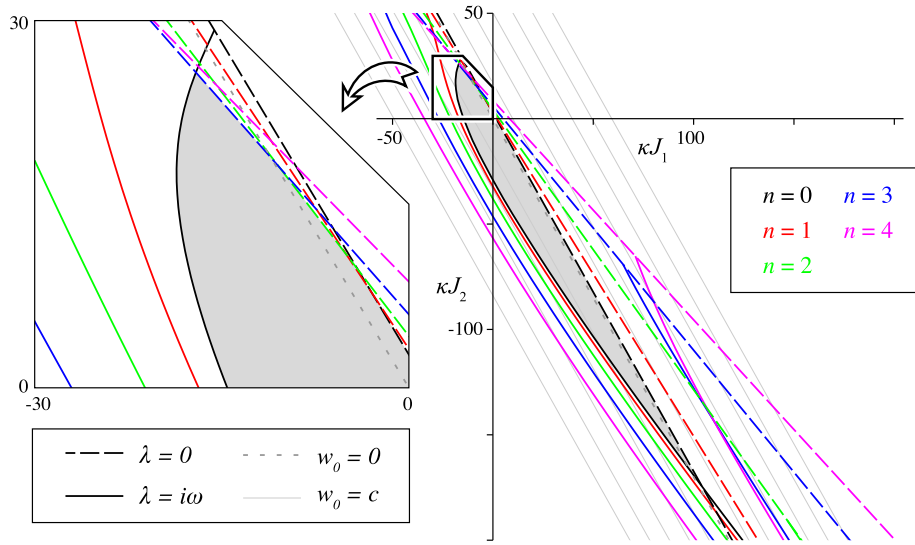 30
0
-30
0
50
-50
100
κJ₁
κJ₂
-100
n = 0
n = 3
n = 1
n = 4
n = 2
λ = 0
w₀ = 0
λ = iω
w₀ = c